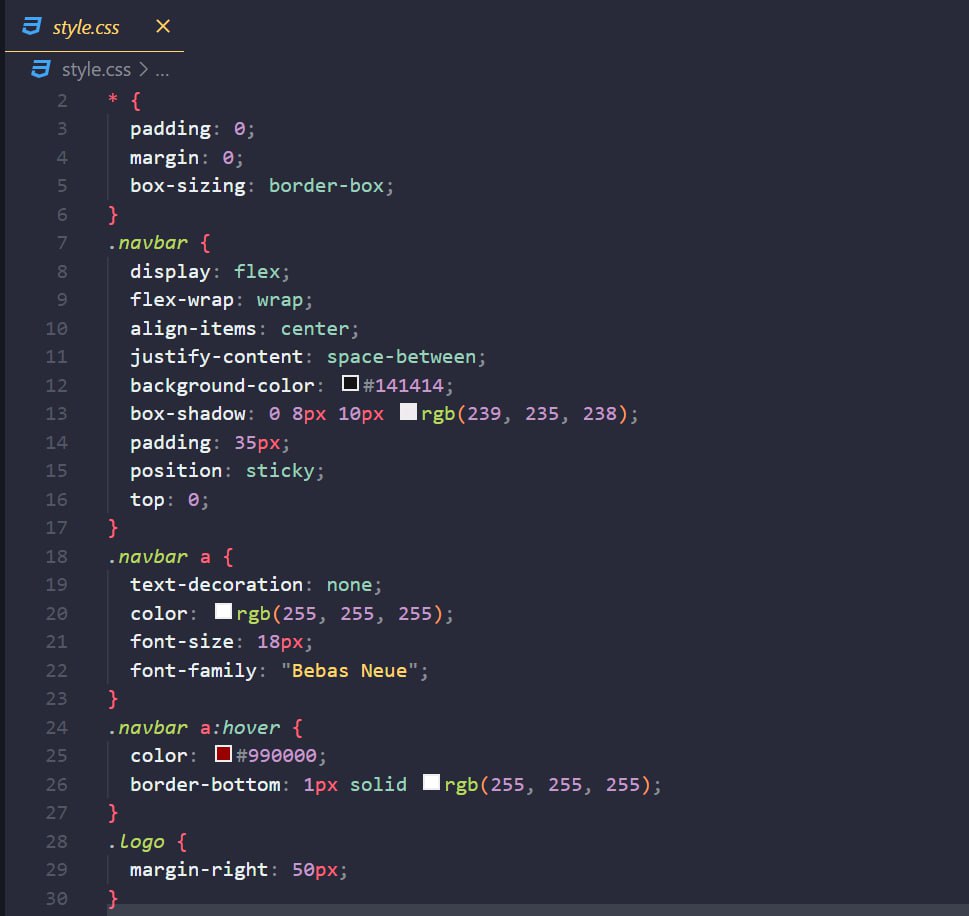 style.css ×
style.css > ...
2 * {
3 padding: 0;
4 margin: 0;
5 box-sizing: border-box;
6 }
7 .navbar {
8 display: flex;
9 flex-wrap: wrap;
10 align-items: center;
11 justify-content: space-between;
12 background-color: #141414;
13 box-shadow: 0 8px 10px rgb(239, 235, 238);
14 padding: 35px;
15 position: sticky;
16 top: 0;
17 }
18 .navbar a {
19 text-decoration: none;
20 color: rgb(255, 255, 255);
21 font-size: 18px;
22 font-family: "Bebas Neue";
23 }
24 .navbar a:hover {
25 color: #990000;
26 border-bottom: 1px solid rgb(255, 255, 255);
27 }
28 .logo {
29 margin-right: 50px;
30 }